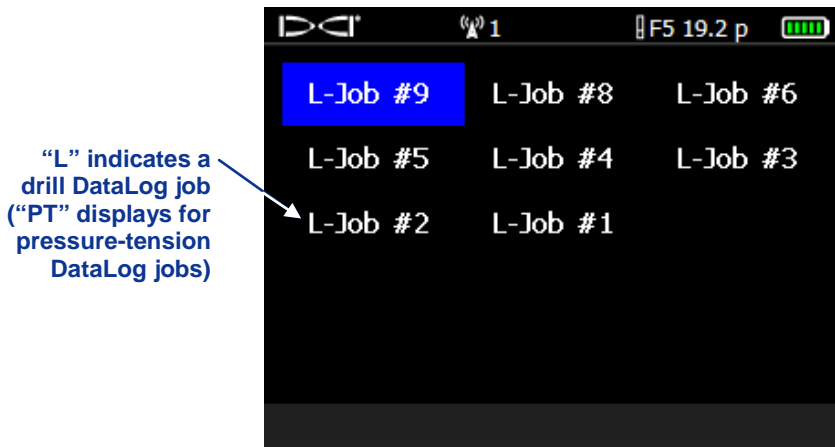 DCI
1
F5 19.2 p
L-Job #9 L-Job #8 L-Job #6
L-Job #5 L-Job #4 L-Job #3
L-Job #2 L-Job #1
“L” indicates a
drill DataLog job
(“PT” displays for
pressure-tension
DataLog jobs)